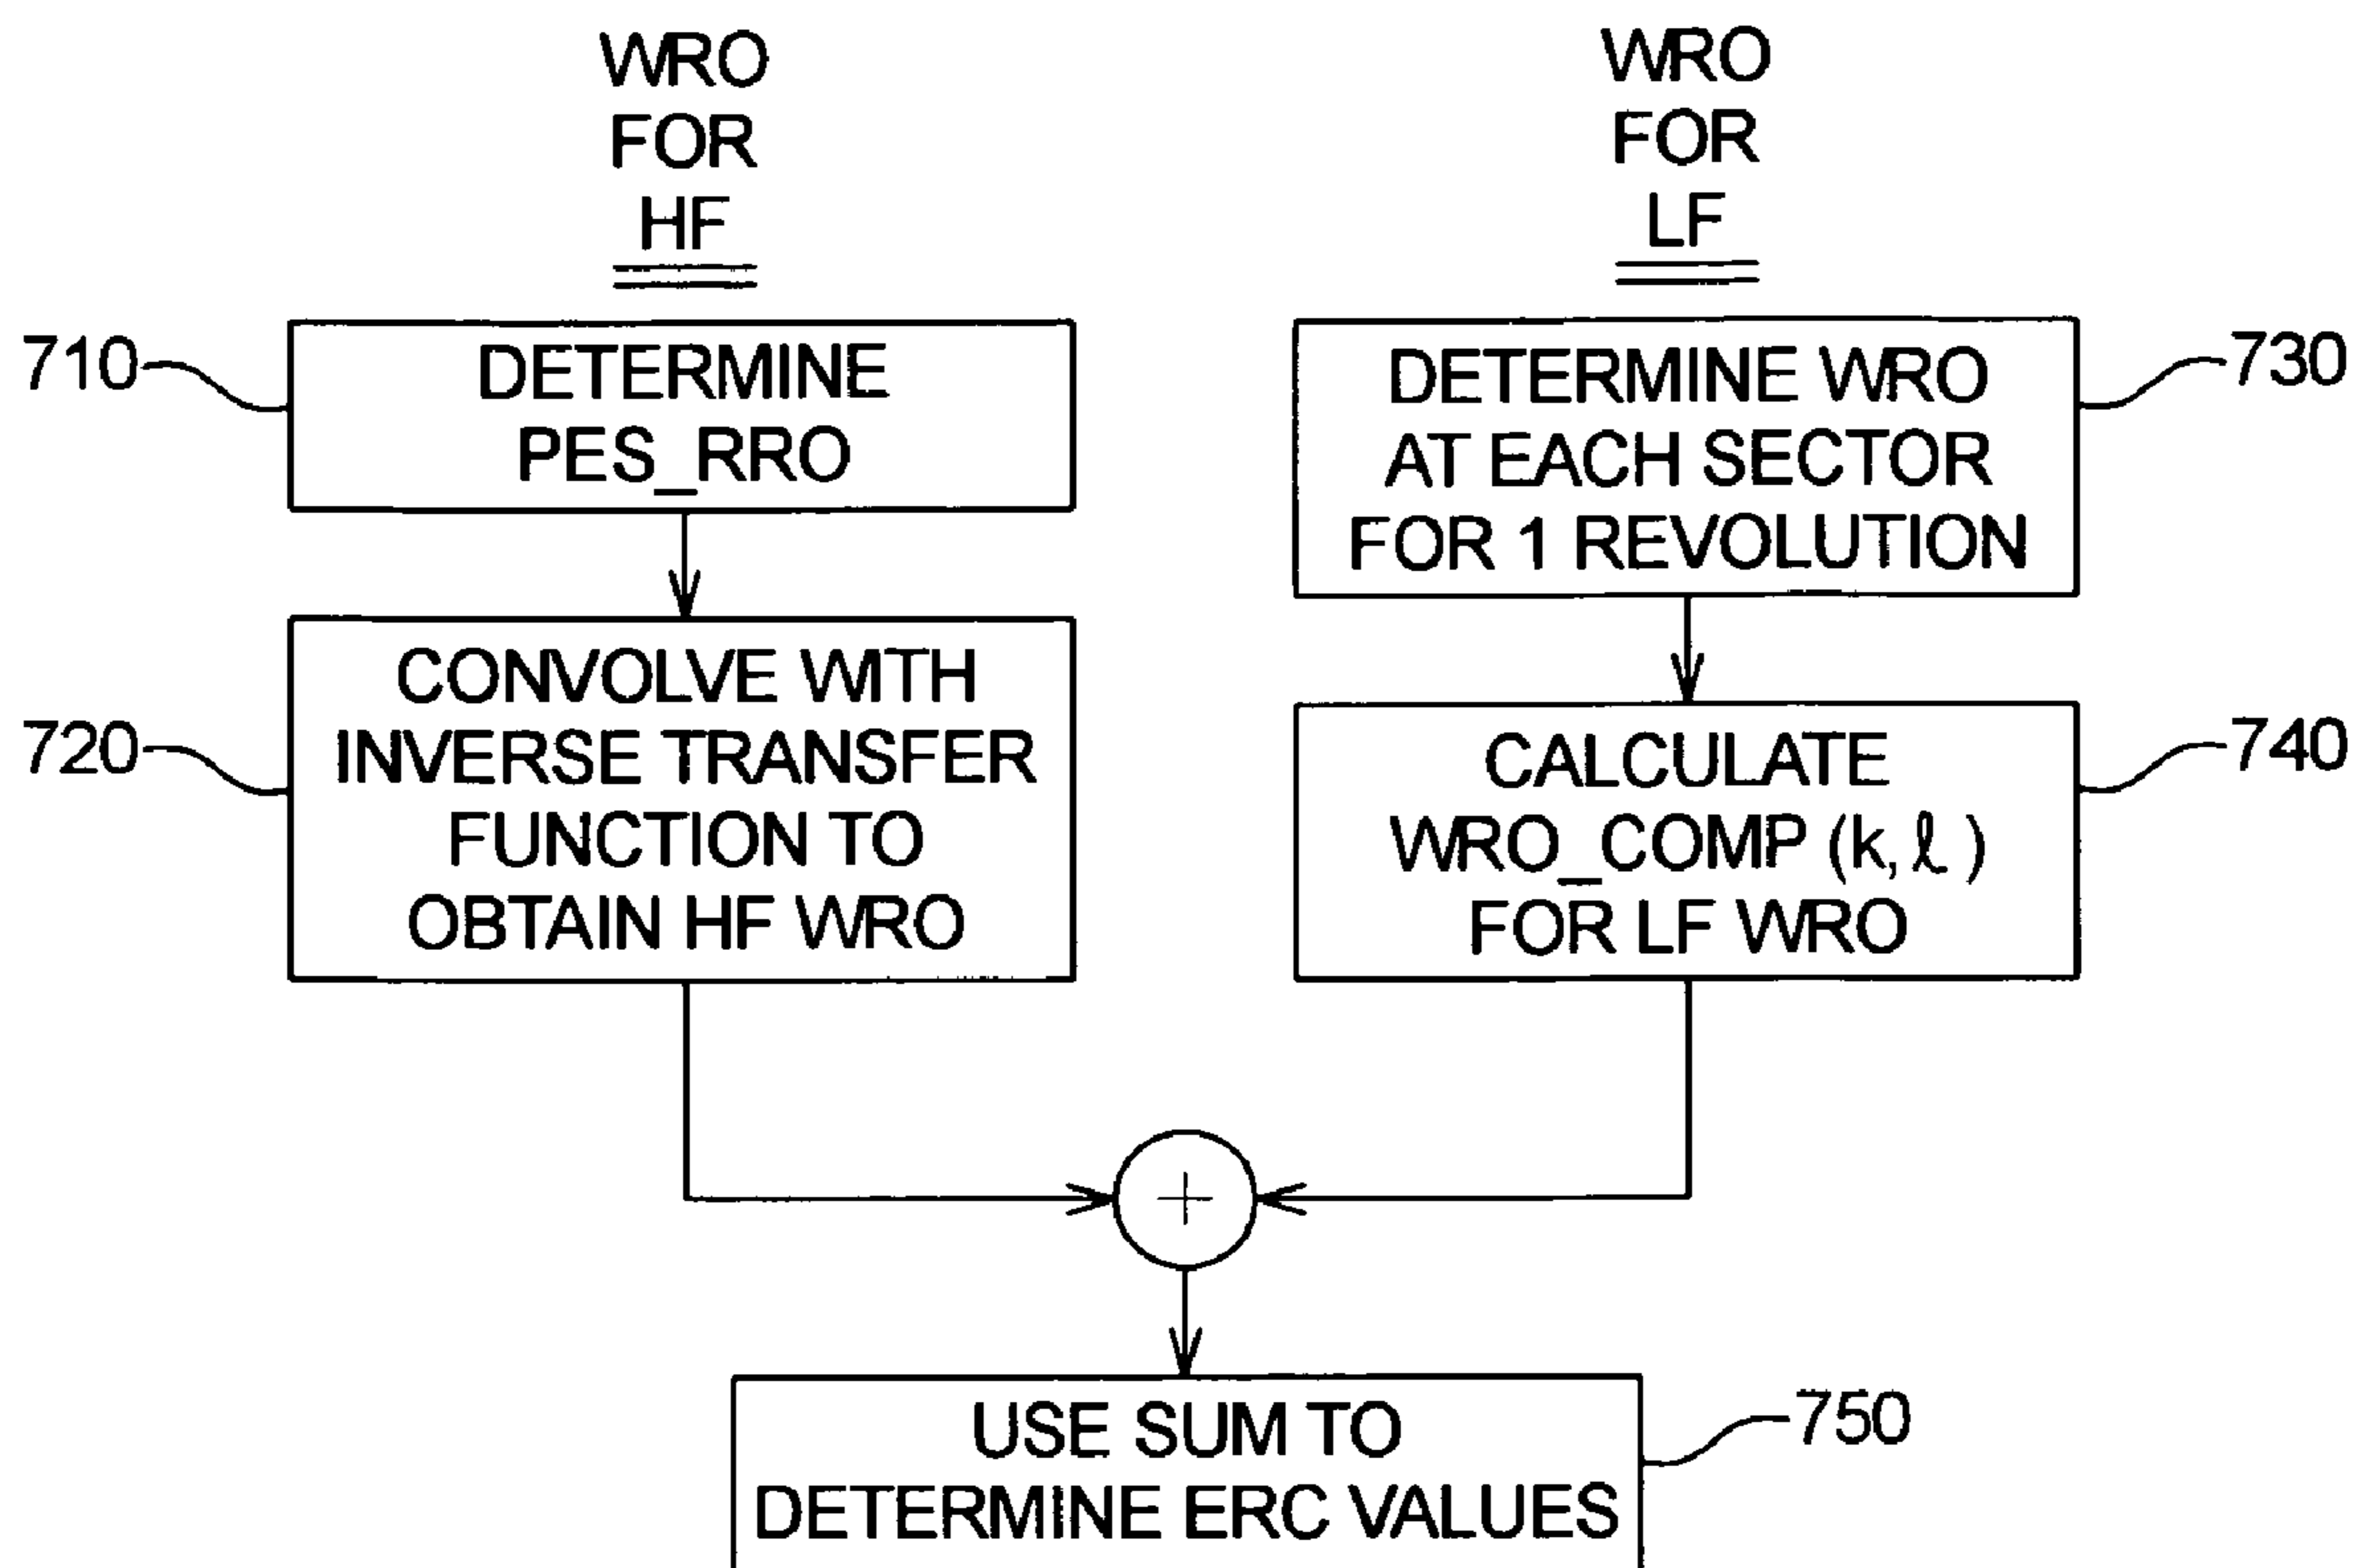 WRO
FOR
HF
WRO
FOR
LF
710
DETERMINE
PES_RRO
730
DETERMINE WRO
AT EACH SECTOR
FOR 1 REVOLUTION
720
CONVOLVE WITH
INVERSE TRANSFER
FUNCTION TO
OBTAIN HF WRO
740
CALCULATE
WRO_COMP (k, ℓ )
FOR LF WRO
+
750
USE SUM TO
DETERMINE ERC VALUES